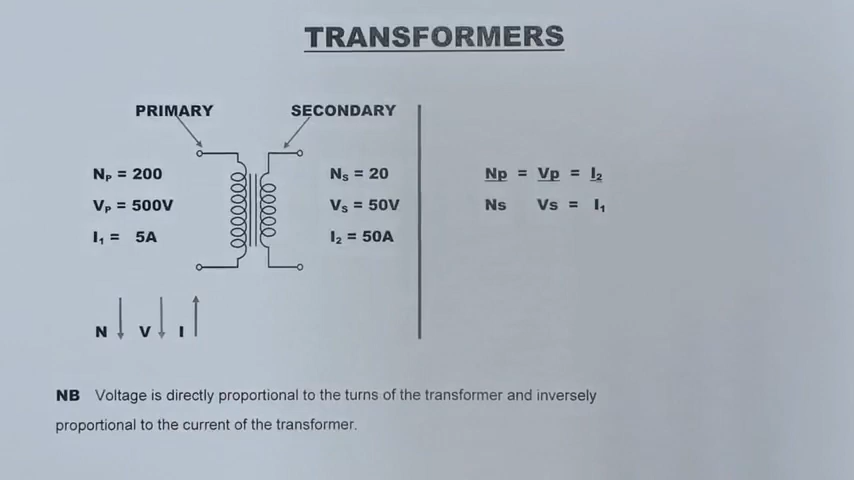 TRANSFORMERS
PRIMARY SECONDARY
Nₚ = 200 Nₛ = 20 Np = Vp = I₂
Vₚ = 500V Vₛ = 50V Ns Vs = I₁
I₁ = 5A I₂ = 50A
N V I
NB Voltage is directly proportional to the turns of the transformer and inversely
proportional to the current of the transformer.